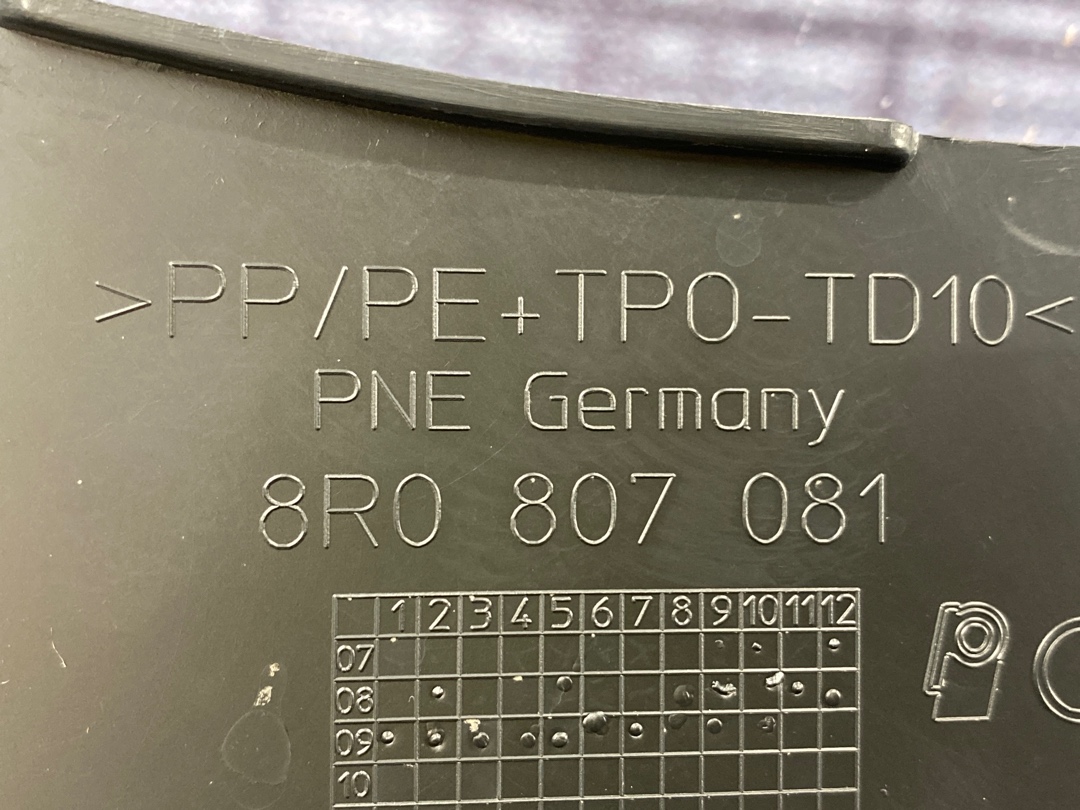 >PP/PE+TPO-TD10<
PNE Germany
8R0 807 081
1 2 3 4 5 6 7 8 9 10 11 12
07
08
09
10